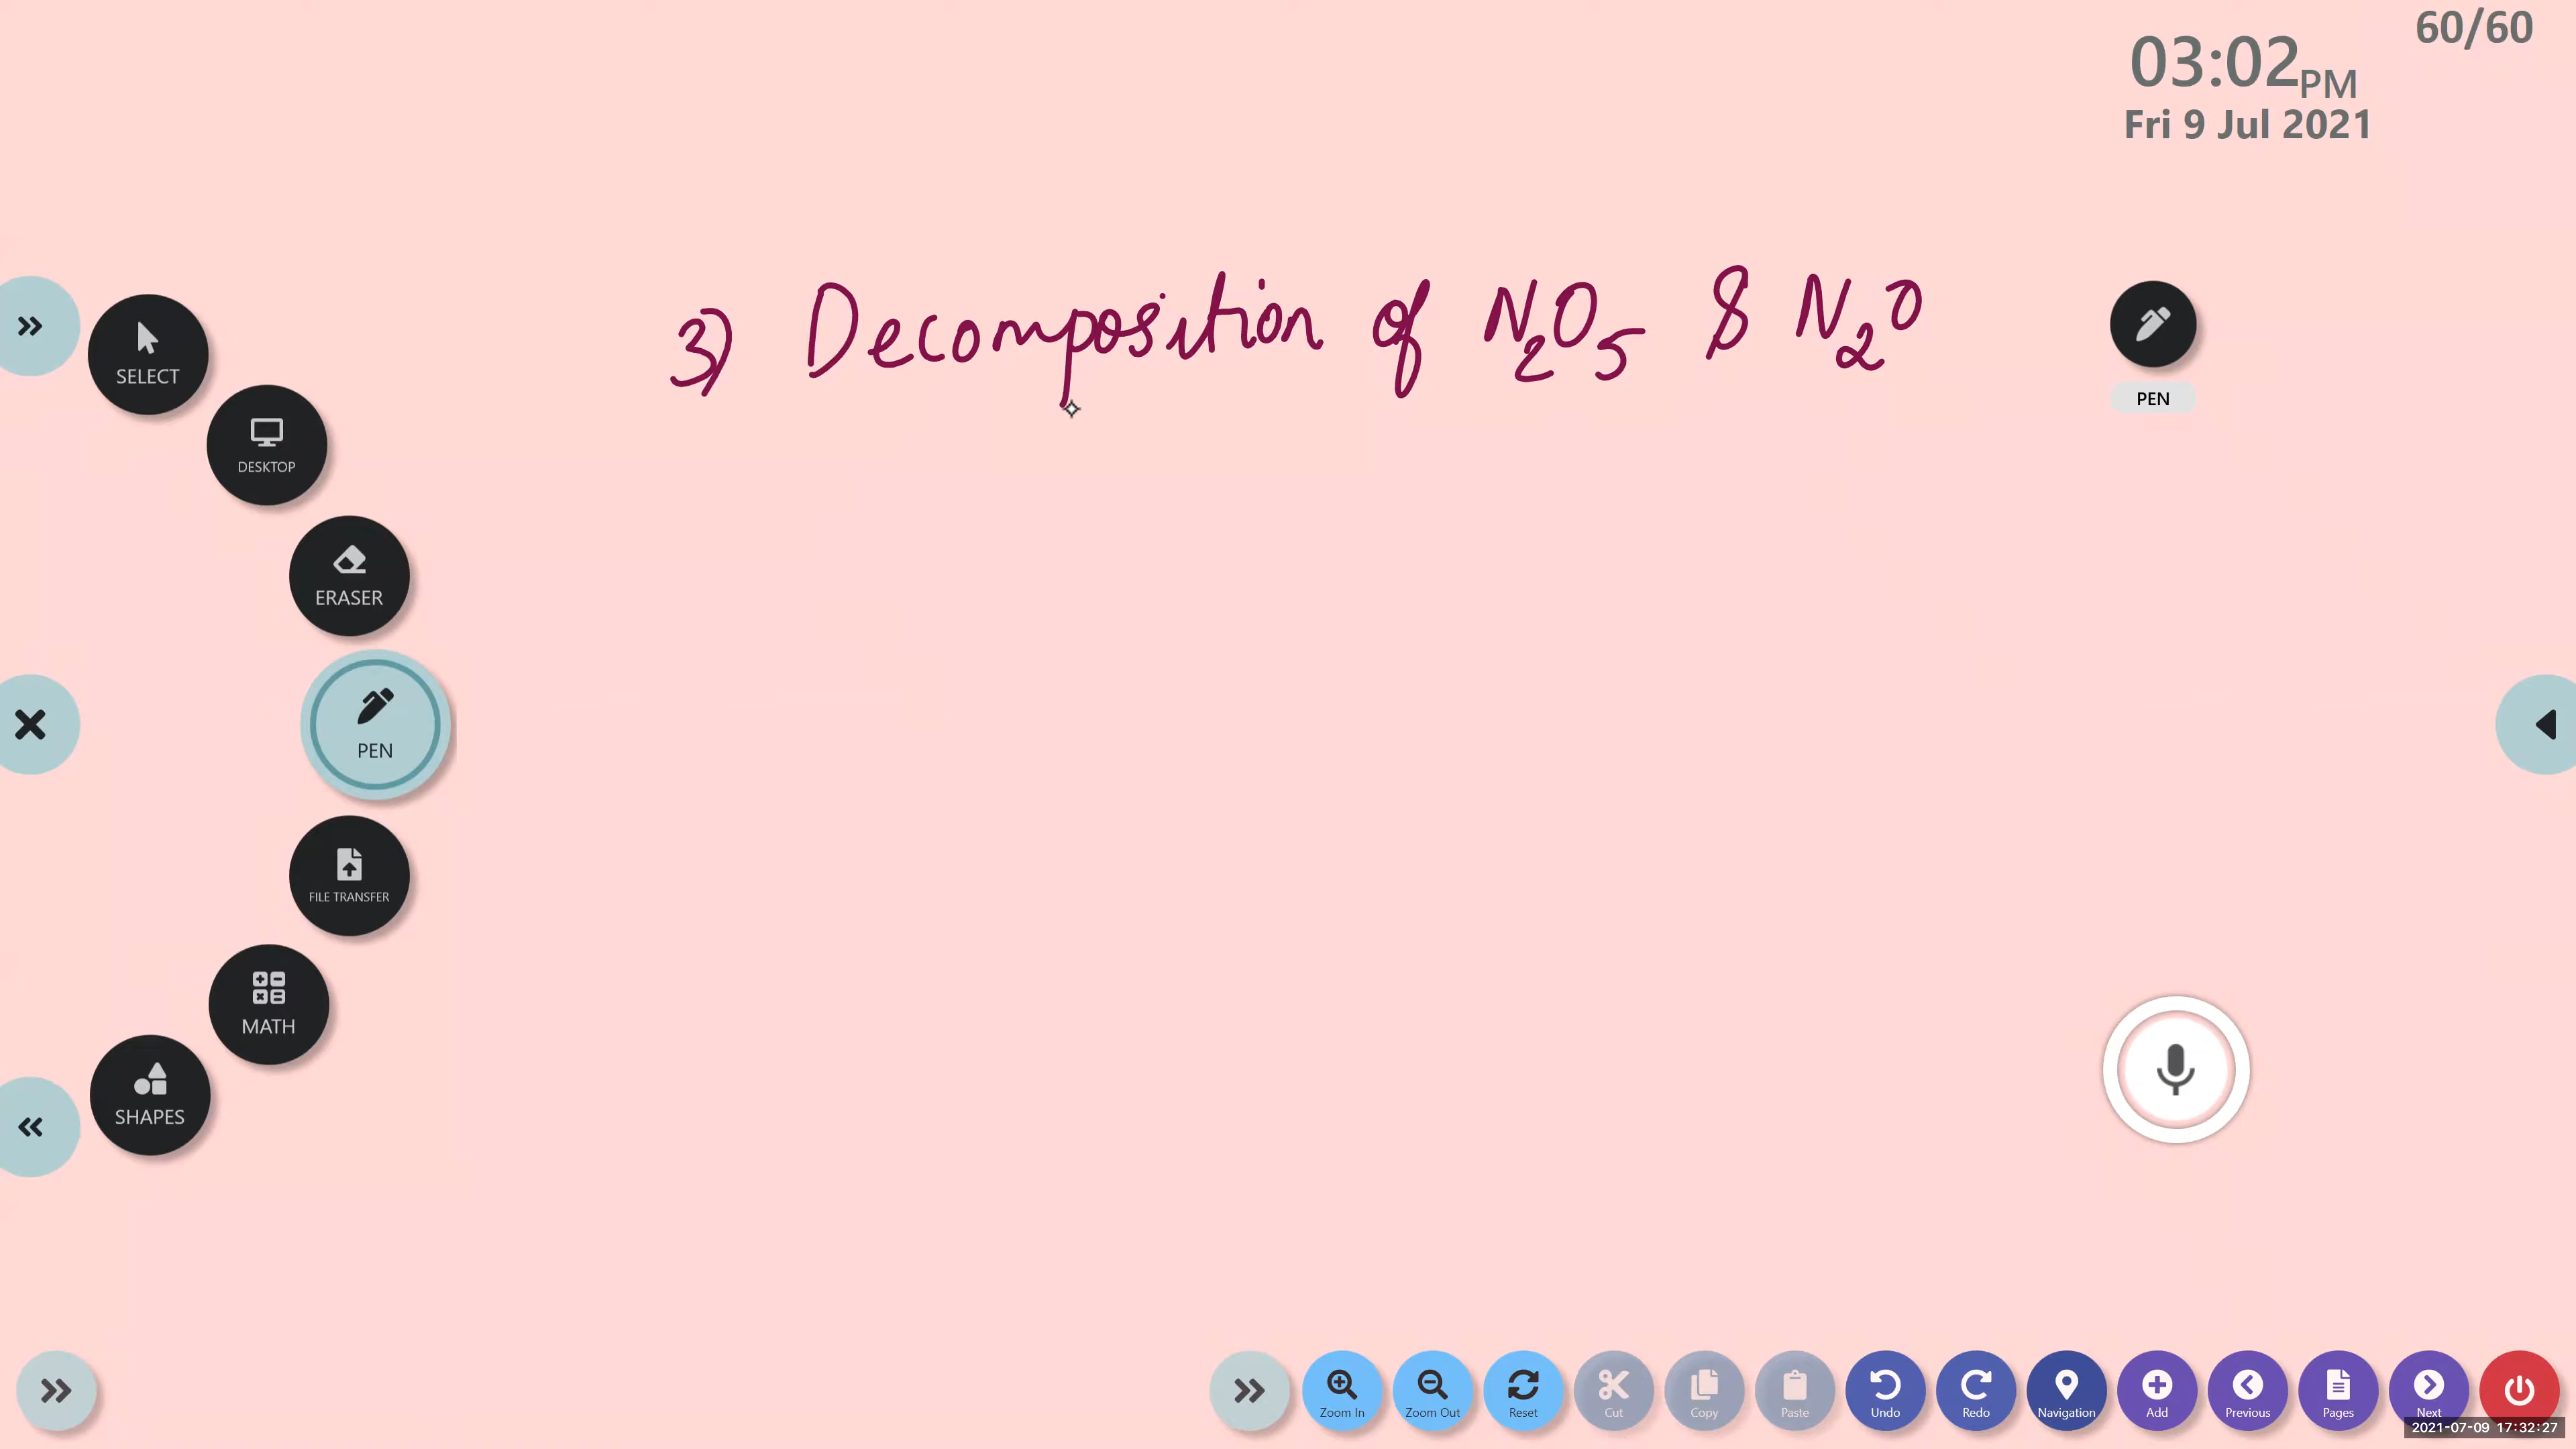 60/60
03:02PM
Fri 9 Jul 2021
3) Decomposition of N₂O₅ & N₂O
SELECT
PEN
DESKTOP
ERASER
PEN
FILE TRANSFER
MATH
SHAPES
Zoom In Zoom Out Reset Cut Copy Paste Undo Redo Navigation Add Previous Pages Next
2021-07-09 17:32:27